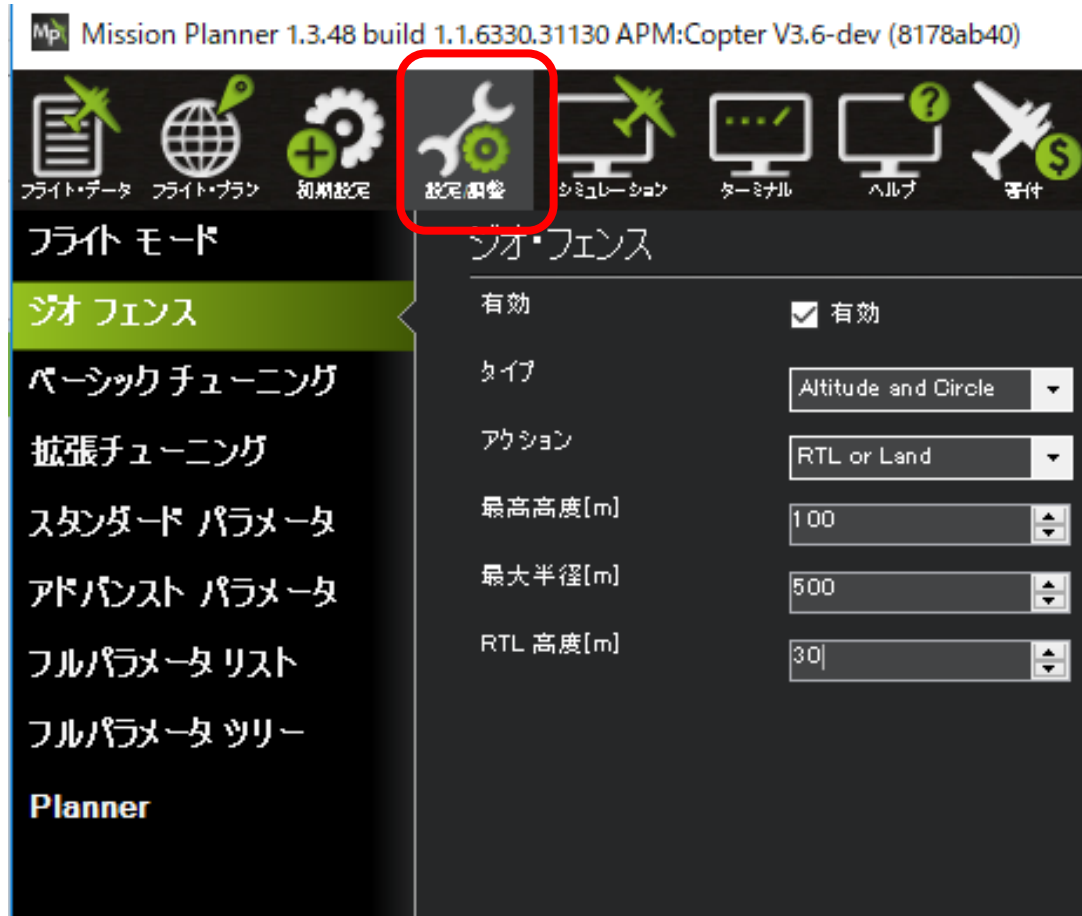 Mission Planner 1.3.48 build 1.1.6330.31130 APM:Copter V3.6-dev (8178ab40)
フライト・データ フライト・プラン 初期設定 設定/調整 シミュレーション ターミナル ヘルプ 寄付
フライト モード
ジオ フェンス
ベーシック チューニング
拡張チューニング
スタンダード パラメータ
アドバンスト パラメータ
フルパラメータ リスト
フルパラメータ ツリー
Planner
ジオ・フェンス
有効 有効
タイプ Altitude and Circle
アクション RTL or Land
最高高度[m] 100
最大半径[m] 500
RTL 高度[m] 30